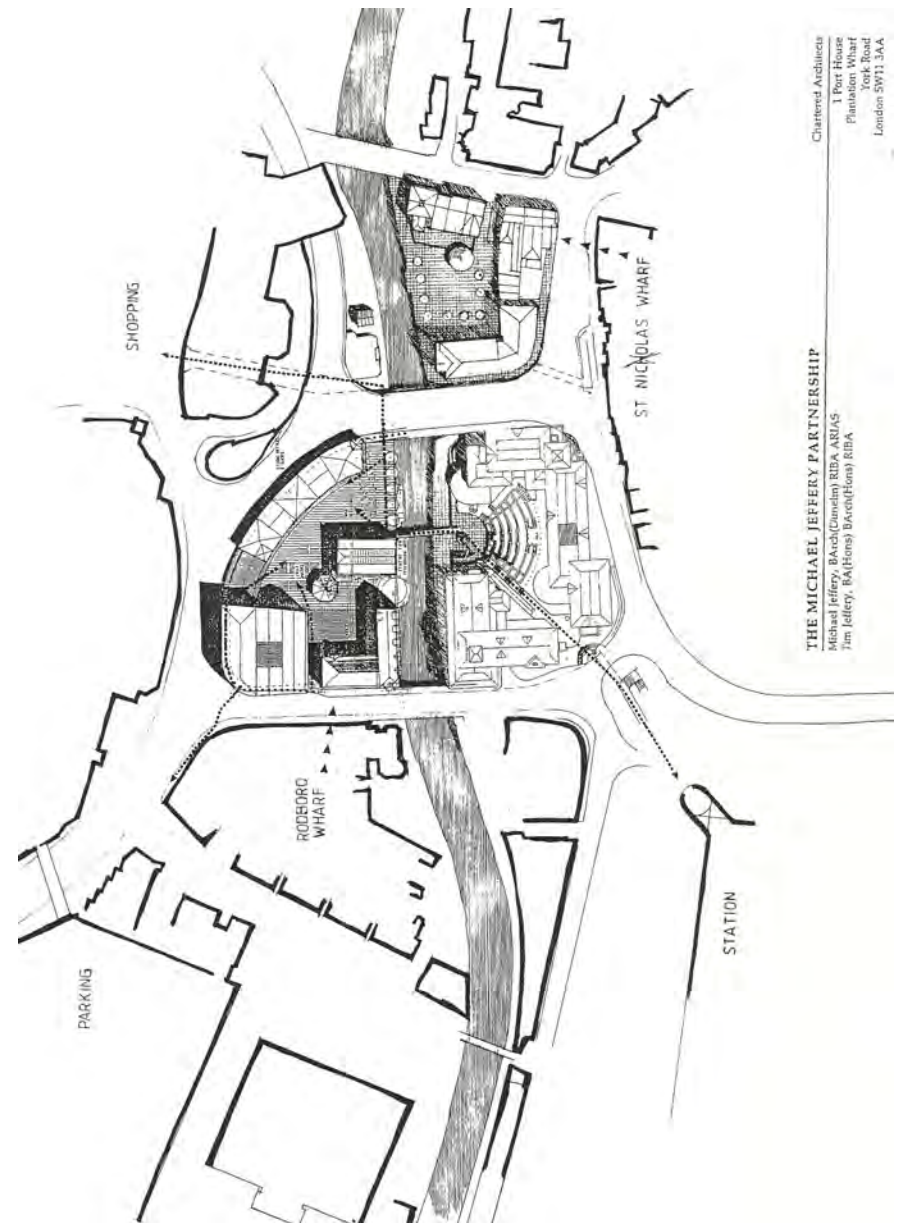 SHOPPING
ST NICHOLAS WHARF
RODBORO
WHARF
PARKING
STATION
THE MICHAEL JEFFERY PARTNERSHIP
Michael Jeffery, BArch(Dunelm) RIBA ARIAS
Tim Jeffery, BA(Hons) BArch(Hons) RIBA
Chartered Architects
1 Port House
Plantation Wharf
York Road
London SW11 3AA